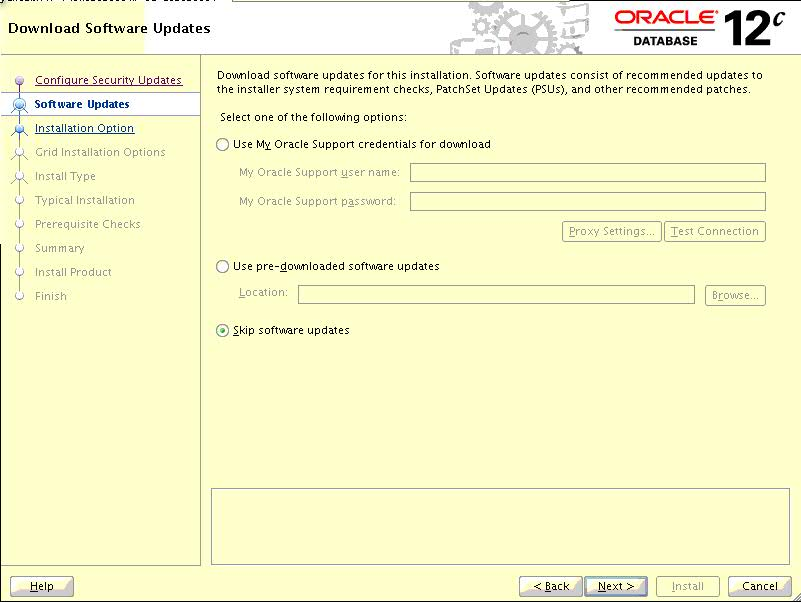 Download Software Updates
ORACLE
DATABASE
12c
Configure Security Updates
Software Updates
Installation Option
Grid Installation Options
Install Type
Typical Installation
Prerequisite Checks
Summary
Install Product
Finish
Download software updates for this installation. Software updates consist of recommended updates to
the installer system requirement checks, PatchSet Updates (PSUs), and other recommended patches.
Select one of the following options:
Use My Oracle Support credentials for download
My Oracle Support user name:
My Oracle Support password:
Proxy Settings...
Test Connection
Use pre-downloaded software updates
Location:
Browse...
Skip software updates
Help
< Back
Next >
Install
Cancel